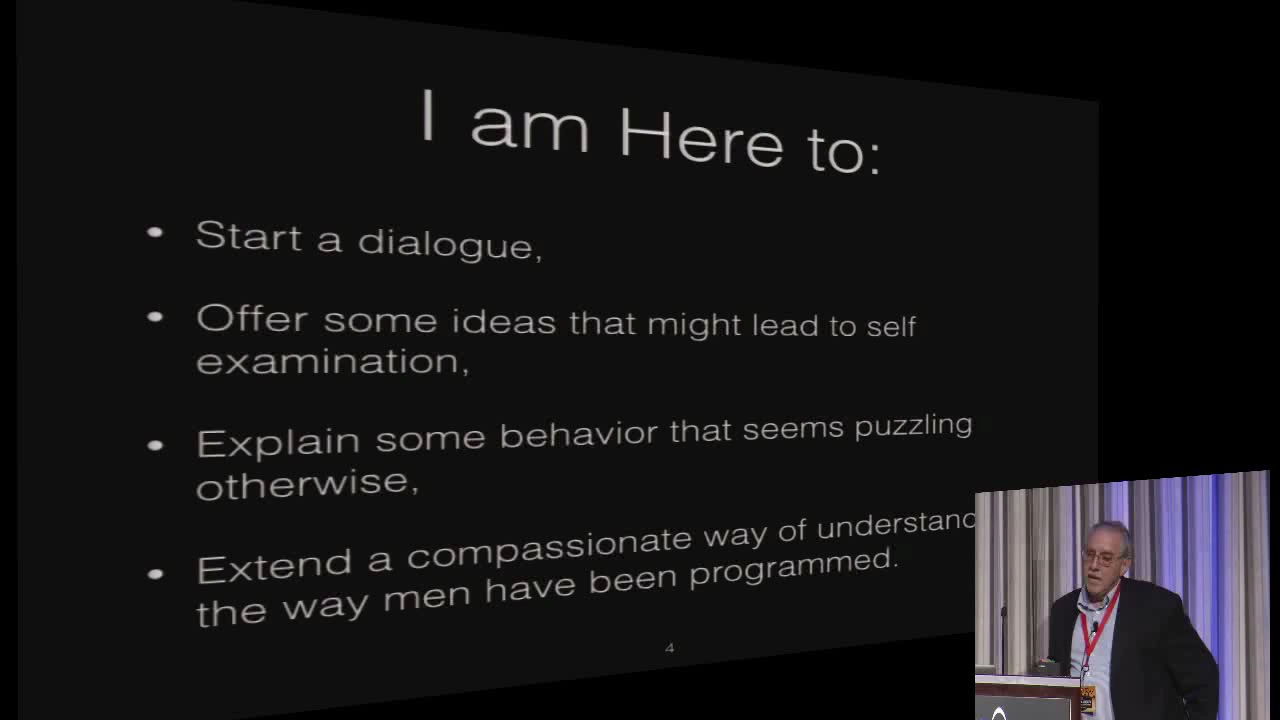 I am Here to:
• Start a dialogue,
• Offer some ideas that might lead to self
examination,
• Explain some behavior that seems puzzling
otherwise,
• Extend a compassionate way of understand
the way men have been programmed.
4